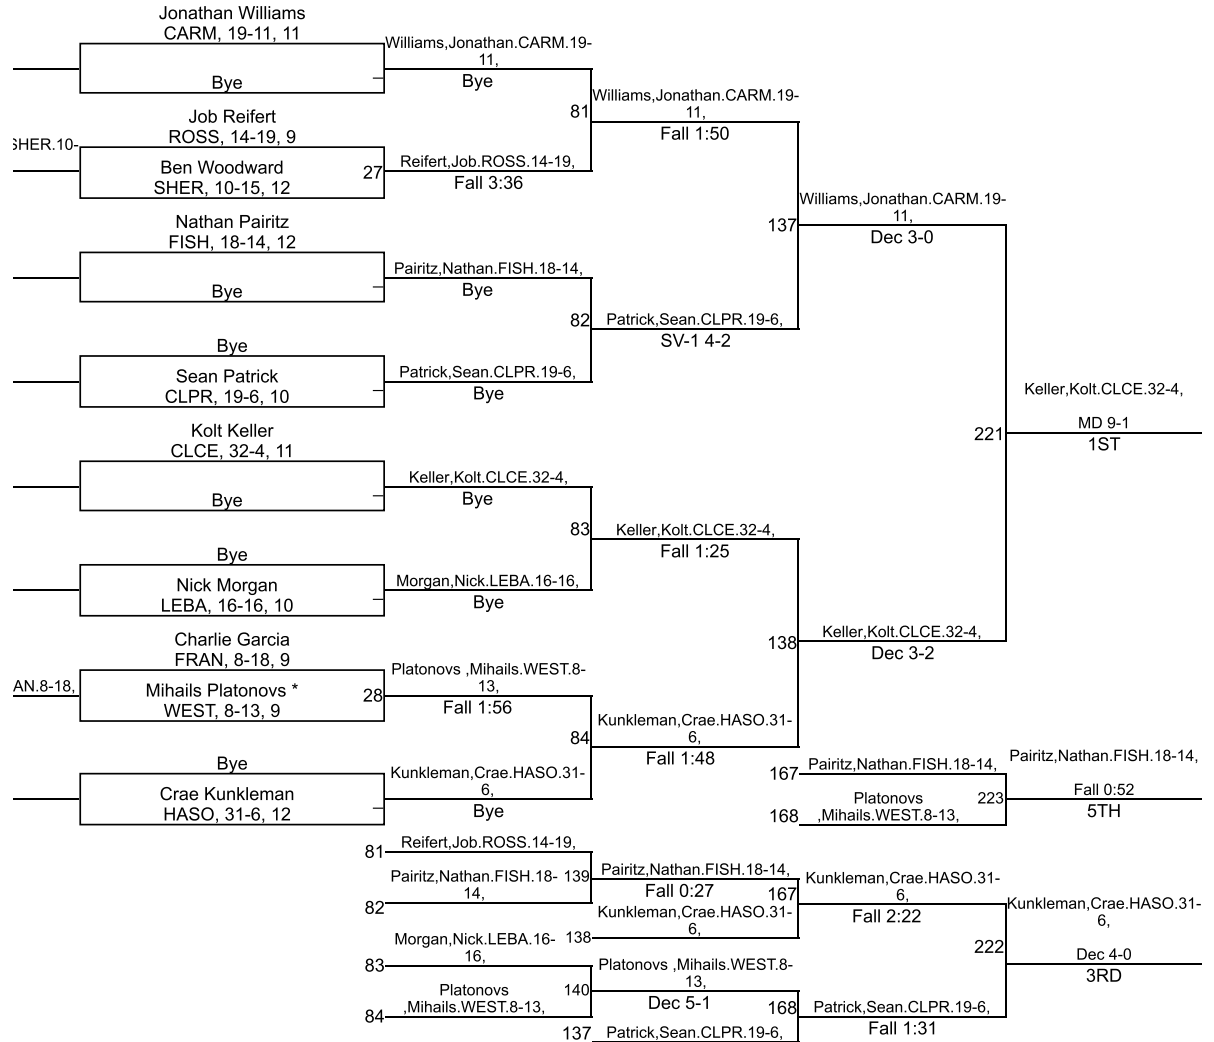 Jonathan Williams
CARM, 19-11, 11
Bye
Williams,Jonathan.CARM.19-
11,
Bye
81
Williams,Jonathan.CARM.19-
11,
Fall 1:50
Job Reifert
ROSS, 14-19, 9
SHER.10-
Ben Woodward
SHER, 10-15, 12
27
Reifert,Job.ROSS.14-19,
Fall 3:36
137
Williams,Jonathan.CARM.19-
11,
Dec 3-0
Nathan Pairitz
FISH, 18-14, 12
Bye
Pairitz,Nathan.FISH.18-14,
Bye
82
Patrick,Sean.CLPR.19-6,
SV-1 4-2
Bye
Sean Patrick
CLPR, 19-6, 10
Patrick,Sean.CLPR.19-6,
Bye
221
Keller,Kolt.CLCE.32-4,
MD 9-1
1ST
Kolt Keller
CLCE, 32-4, 11
Bye
Keller,Kolt.CLCE.32-4,
Bye
83
Keller,Kolt.CLCE.32-4,
Fall 1:25
Bye
Nick Morgan
LEBA, 16-16, 10
Morgan,Nick.LEBA.16-16,
Bye
138
Keller,Kolt.CLCE.32-4,
Dec 3-2
Charlie Garcia
FRAN, 8-18, 9
AN.8-18,
Mihails Platonovs *
WEST, 8-13, 9
28
Platonovs ,Mihails.WEST.8-
13,
Fall 1:56
84
Kunkleman,Crae.HASO.31-
6,
Fall 1:48
Bye
Crae Kunkleman
HASO, 31-6, 12
Kunkleman,Crae.HASO.31-
6,
Bye
167
Pairitz,Nathan.FISH.18-14,
168
Platonovs
,Mihails.WEST.8-13,
223
Pairitz,Nathan.FISH.18-14,
Fall 0:52
5TH
81
Reifert,Job.ROSS.14-19,
82
Pairitz,Nathan.FISH.18-
14,
139
Pairitz,Nathan.FISH.18-14,
Fall 0:27
138
Kunkleman,Crae.HASO.31-
6,
167
Kunkleman,Crae.HASO.31-
6,
Fall 2:22
83
Morgan,Nick.LEBA.16-
16,
84
Platonovs
,Mihails.WEST.8-13,
140
Platonovs ,Mihails.WEST.8-
13,
Dec 5-1
137
Patrick,Sean.CLPR.19-6,
168
Patrick,Sean.CLPR.19-6,
Fall 1:31
222
Kunkleman,Crae.HASO.31-
6,
Dec 4-0
3RD